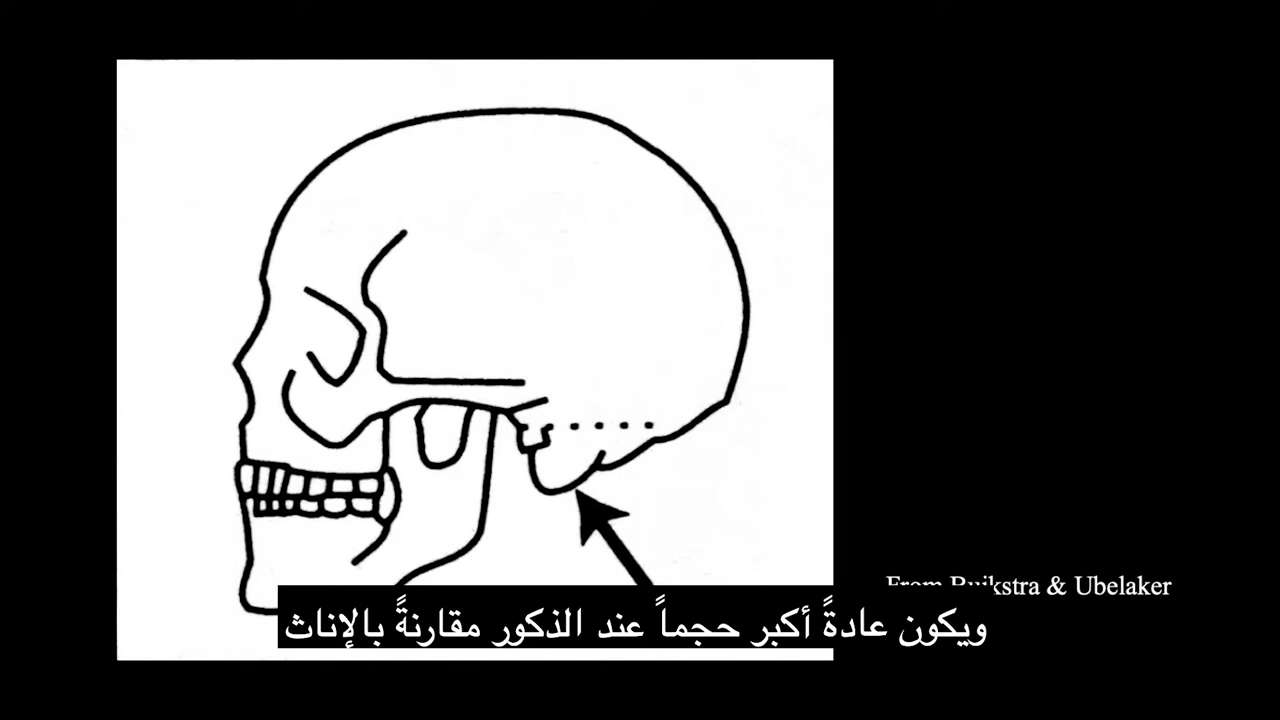 From Buikstra & Ubelaker
ويكون عادةً أكبر حجماً عند الذكور مقارنةً بالإناث